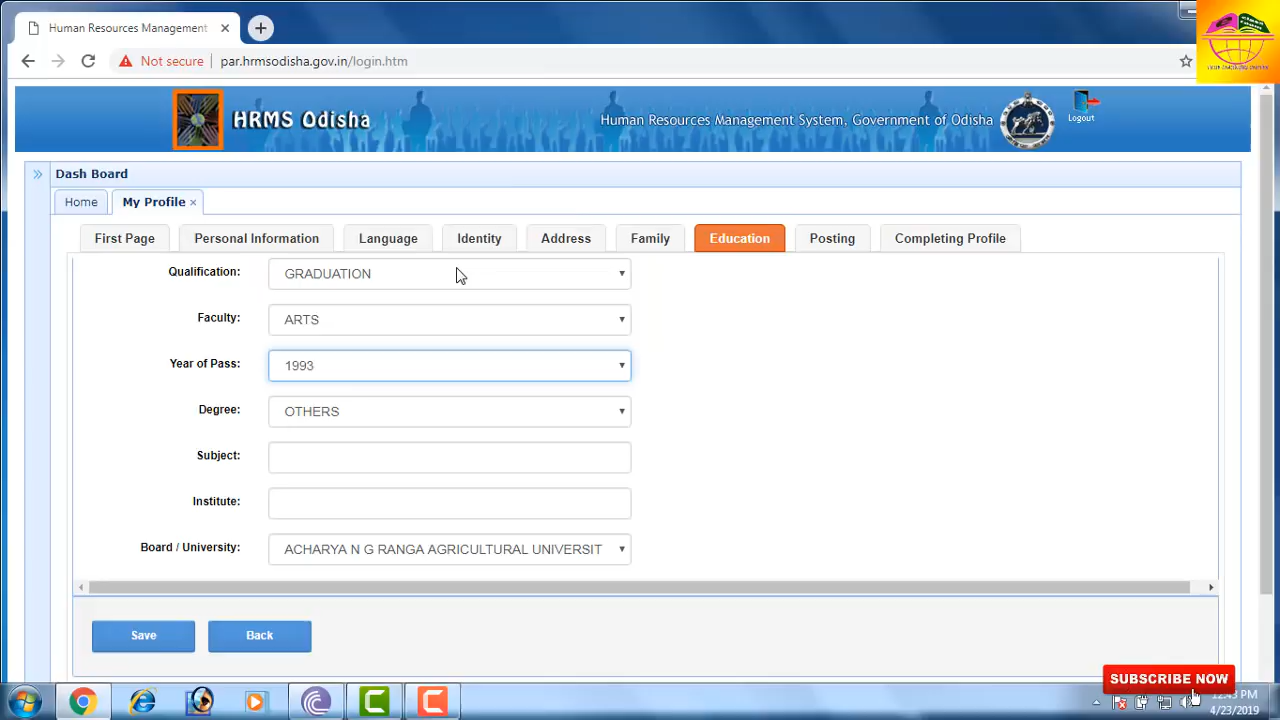 Human Resources Management
Not secure par.hrmsodisha.gov.in/login.htm
HRMS Odisha
Human Resources Management System, Government of Odisha
Logout
Dash Board
Home My Profile
First Page Personal Information Language Identity Address Family Education Posting Completing Profile
Qualification: GRADUATION
Faculty: ARTS
Year of Pass: 1993
Degree: OTHERS
Subject:
Institute:
Board / University: ACHARYA N G RANGA AGRICULTURAL UNIVERSIT
Save Back
SUBSCRIBE NOW
12:43 PM
4/23/2019